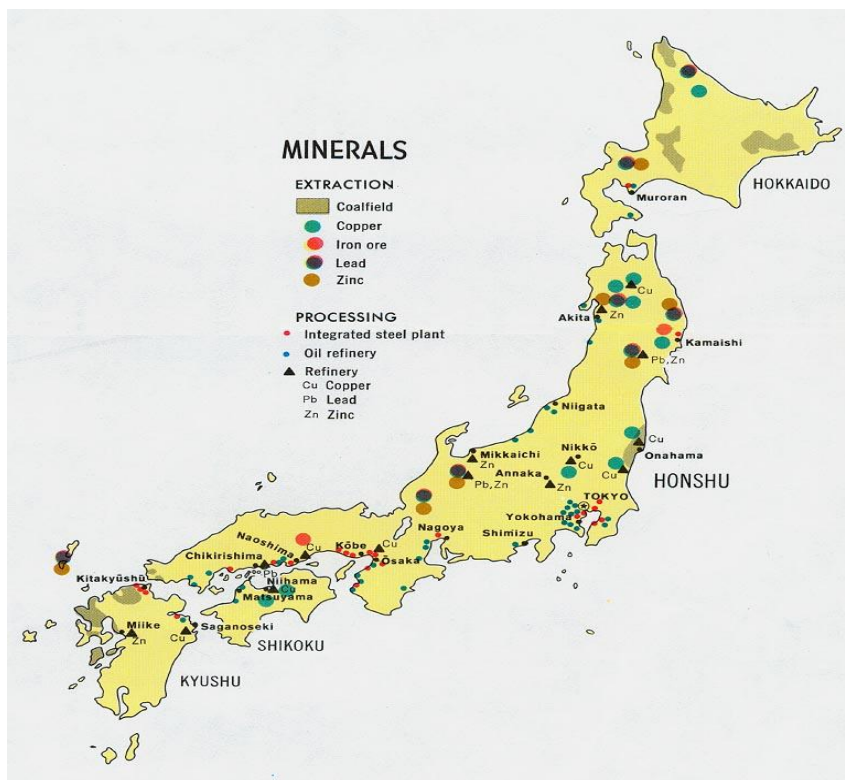 MINERALS
EXTRACTION
Coalfield
Copper
Iron ore
Lead
Zinc
PROCESSING
Integrated steel plant
Oil refinery
Refinery
Cu Copper
Pb Lead
Zn Zinc
HOKKAIDO
Muroran
Cu
Akita
Zn
Kamaishi
Pb,Zn
Niigata
Cu
Onahama
Mikkaichi
Zn
Nikkō
Cu
Annaka
Pb,Zn
Zn
Cu
HONSHU
TOKYO
Yokohama
Nagoya
Shimizu
Naoshima
Kōbe
Cu
Cu
Chikirishima
Ōsaka
Pb
Kitakyūshū
Niihama
Cu
Matsuyama
Miike
Zn
Cu
Saganoseki
SHIKOKU
KYUSHU